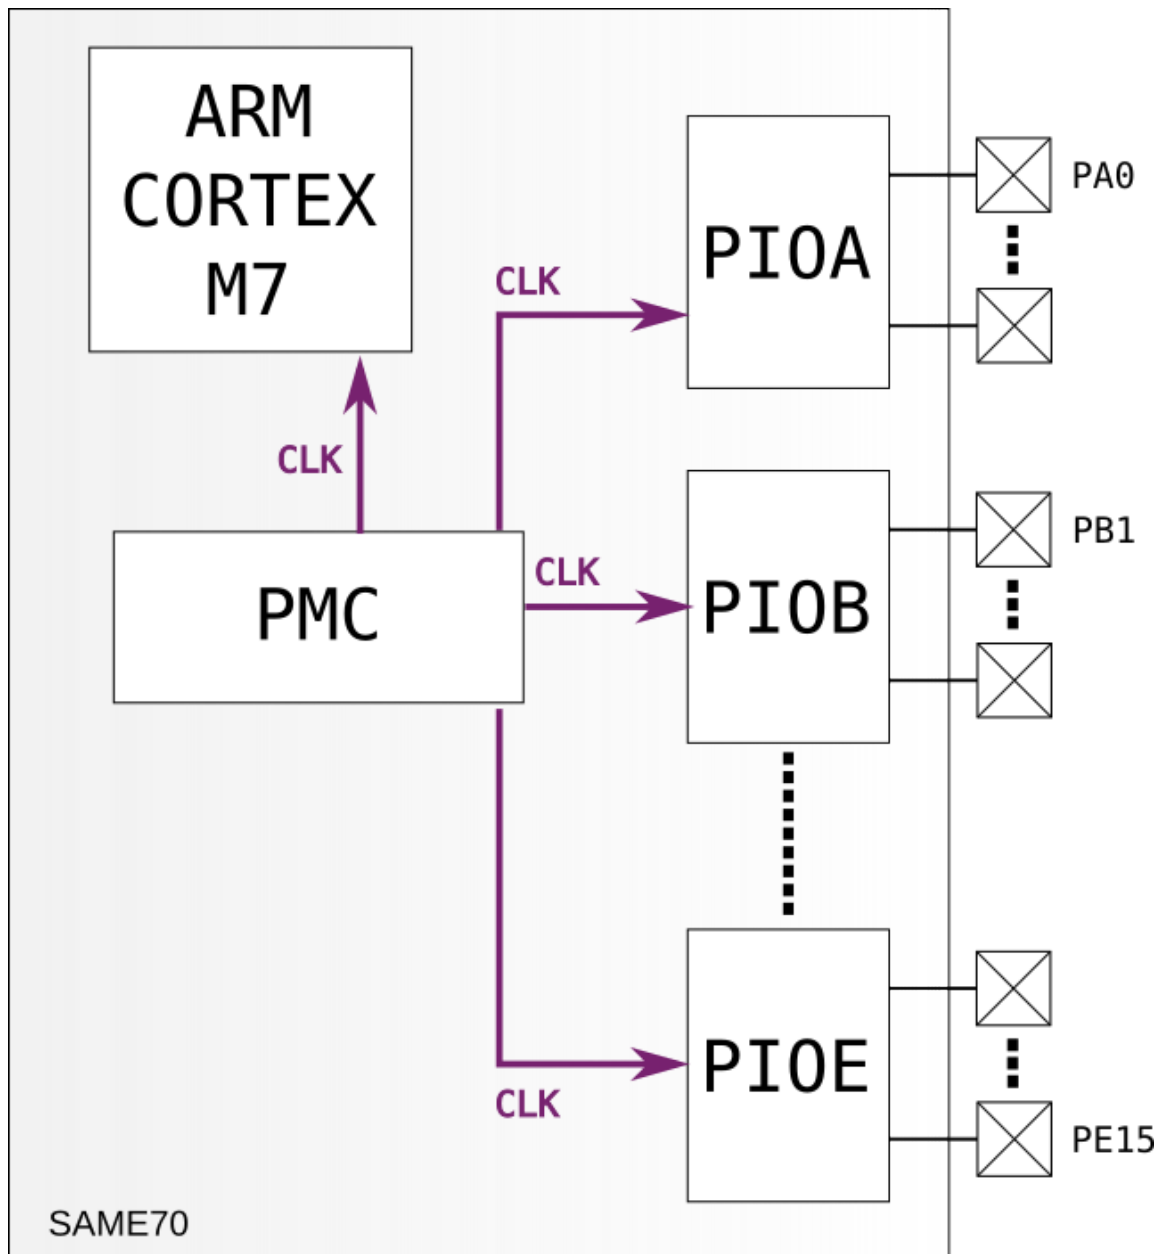 ARM
CORTEX
M7
CLK
PIOA
PA0
CLK
PMC
CLK
PIOB
PB1
CLK
PIOE
PE15
SAME70